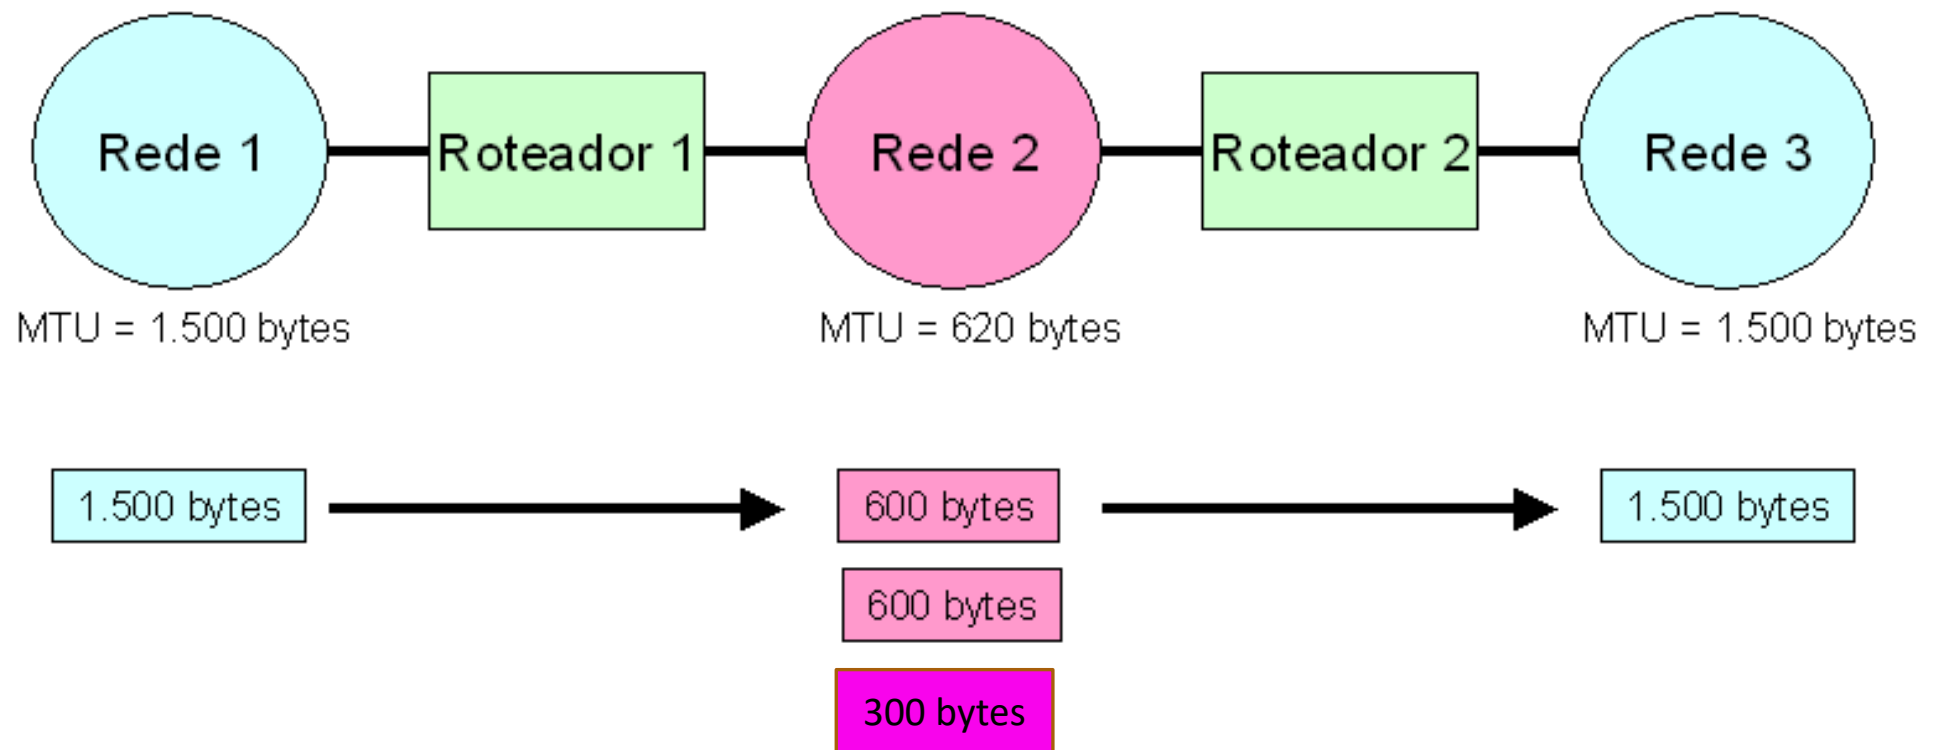 Rede 1
Roteador 1
Rede 2
Roteador 2
Rede 3
MTU = 1.500 bytes
MTU = 620 bytes
MTU = 1.500 bytes
1.500 bytes
600 bytes
1.500 bytes
600 bytes
300 bytes